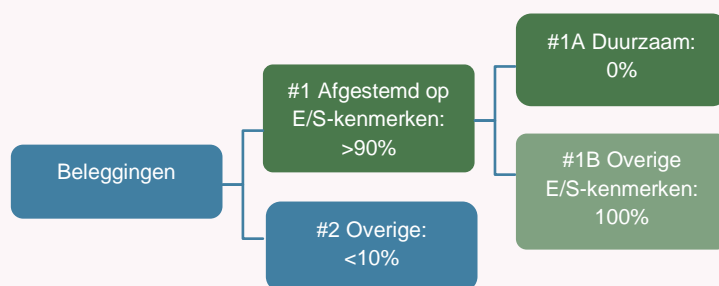 Beleggingen
#1 Afgestemd op
E/S-kenmerken:
>90%
#2 Overige:
<10%
#1A Duurzaam:
0%
#1B Overige
E/S-kenmerken:
100%